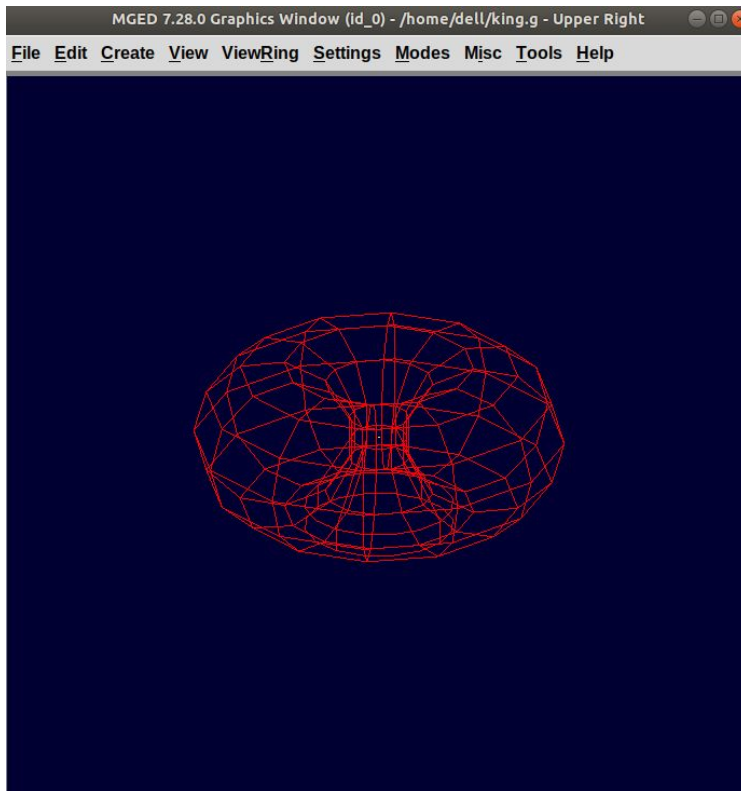 MGED 7.28.0 Graphics Window (id_0) - /home/dell/king.g - Upper Right
File Edit Create View ViewRing Settings Modes Misc Tools Help